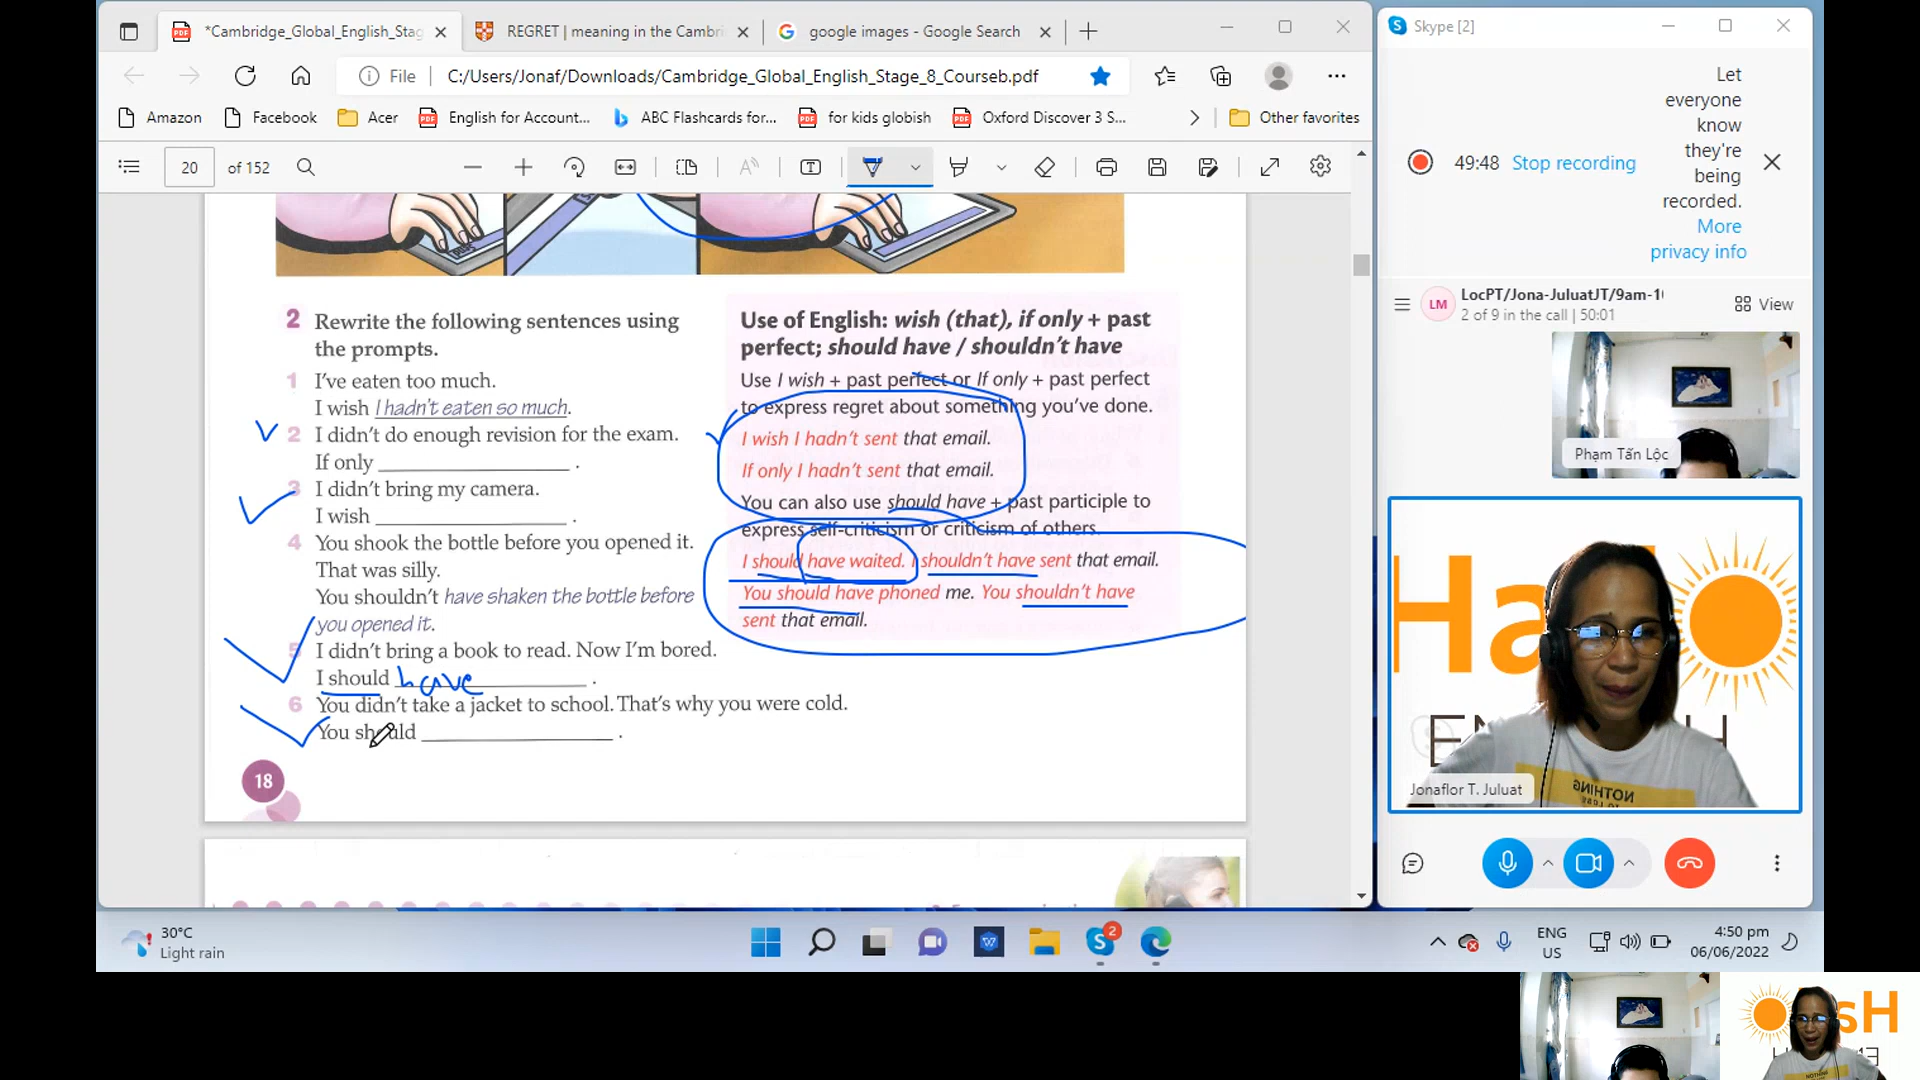 *Cambridge_Global_English_Stag
REGRET | meaning in the Cambri
google images - Google Search
File
C:/Users/Jonaf/Downloads/Cambridge_Global_English_Stage_8_Courseb.pdf
Amazon
Facebook
Acer
English for Account...
ABC Flashcards for...
for kids globish
Oxford Discover 3 S...
Other favorites
20 of 152
2 Rewrite the following sentences using
the prompts.
1 I've eaten too much.
I wish I hadn't eaten so much.
2 I didn't do enough revision for the exam.
If only ____________________ .
3 I didn't bring my camera.
I wish ____________________ .
4 You shook the bottle before you opened it.
That was silly.
You shouldn't have shaken the bottle before
you opened it.
5 I didn't bring a book to read. Now I'm bored.
I should have ____________ .
6 You didn't take a jacket to school. That's why you were cold.
You should ____________________ .
18
Use of English: wish (that), if only + past
perfect; should have / shouldn't have
Use I wish + past perfect or If only + past perfect
to express regret about something you've done.
I wish I hadn't sent that email.
If only I hadn't sent that email.
You can also use should have + past participle to
express self-criticism or criticism of others.
I should have waited. I shouldn't have sent that email.
You should have phoned me. You shouldn't have
sent that email.
Skype [2]
49:48 Stop recording
Let
everyone
know
they're
being
recorded.
More
privacy info
LM
LocPT/Jona-JuluatJT/9am-1
2 of 9 in the call | 50:01
View
Phạm Tấn Lộc
Ha
NOTHING
Jonaflor T. Juluat
30°C
Light rain
2
ENG
US
4:50 pm
06/06/2022